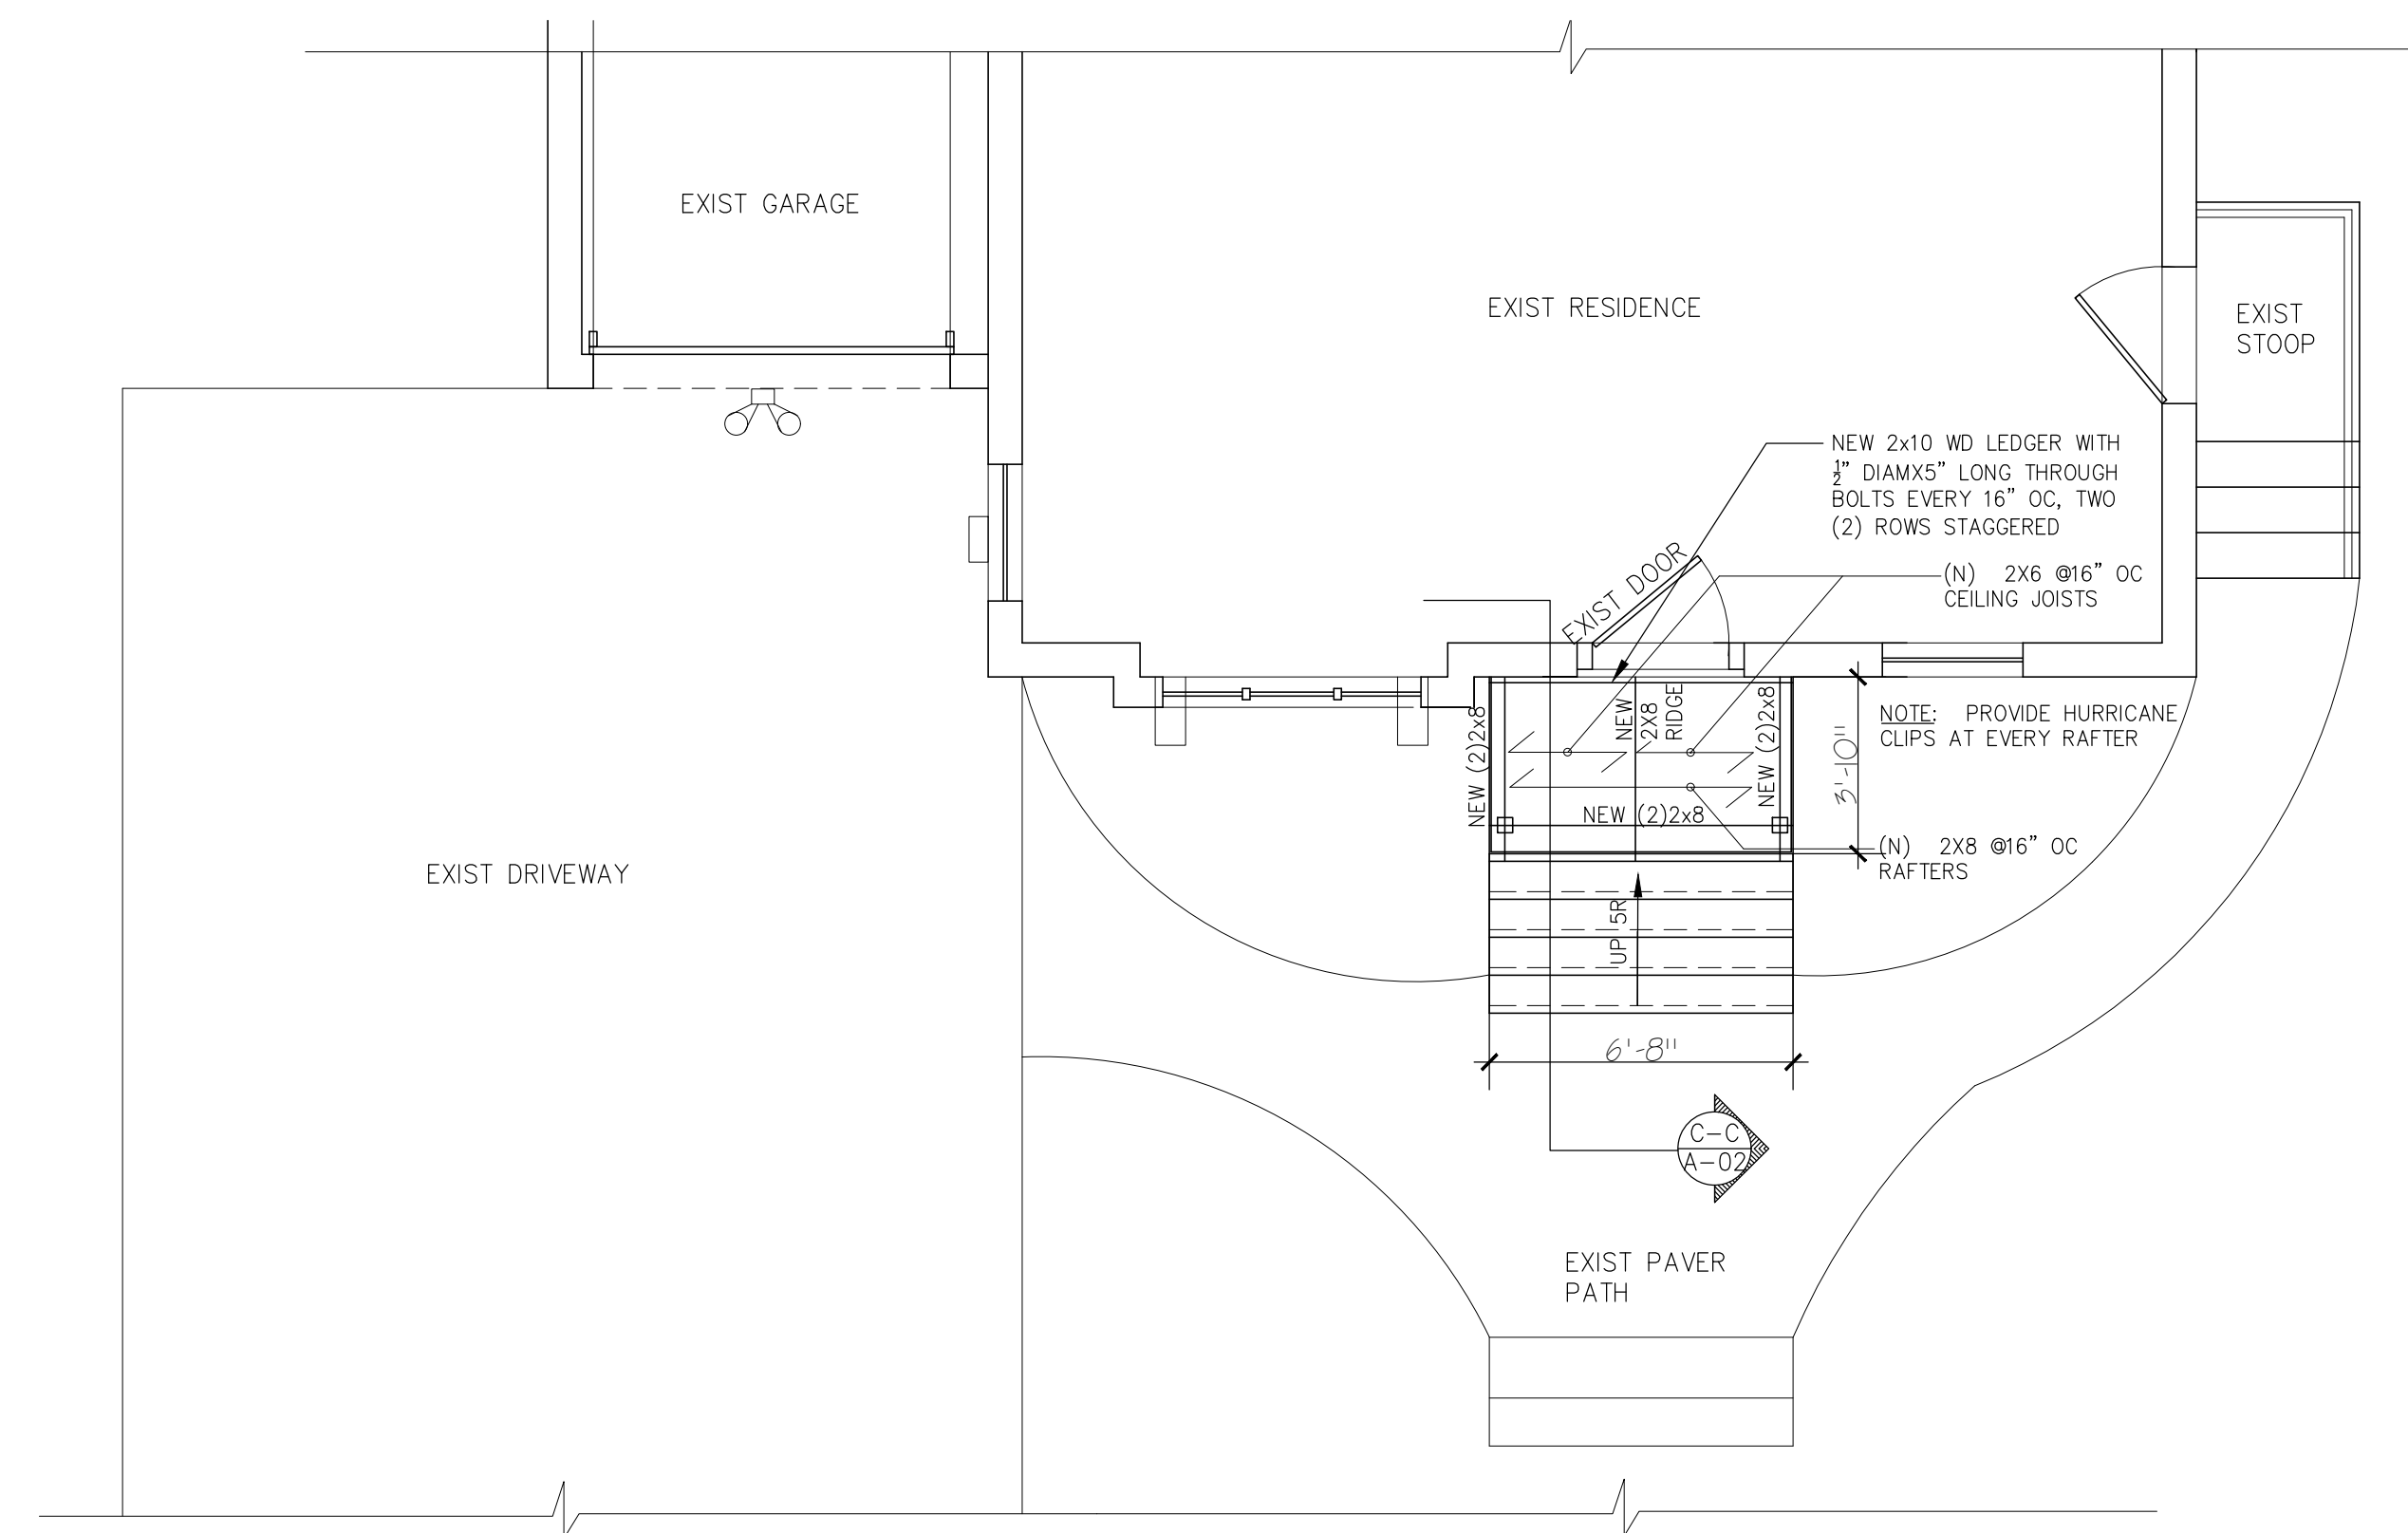 EXIST GARAGE
EXIST RESIDENCE
EXIST
STOOP
NEW 2x10 WD LEDGER WITH
½" DIAMX5" LONG THROUGH
BOLTS EVERY 16" OC, TWO
(2) ROWS STAGGERED
EXIST DOOR
(N) 2X6 @16" OC
CEILING JOISTS
NEW (2)2x8
NEW
2X8
RIDGE
NEW (2)2x8
NEW (2)2x8
3'-10"
NOTE: PROVIDE HURRICANE
CLIPS AT EVERY RAFTER
(N) 2X8 @16" OC
RAFTERS
EXIST DRIVEWAY
UP 5R
6'-8"
C-C
A-02
EXIST PAVER
PATH